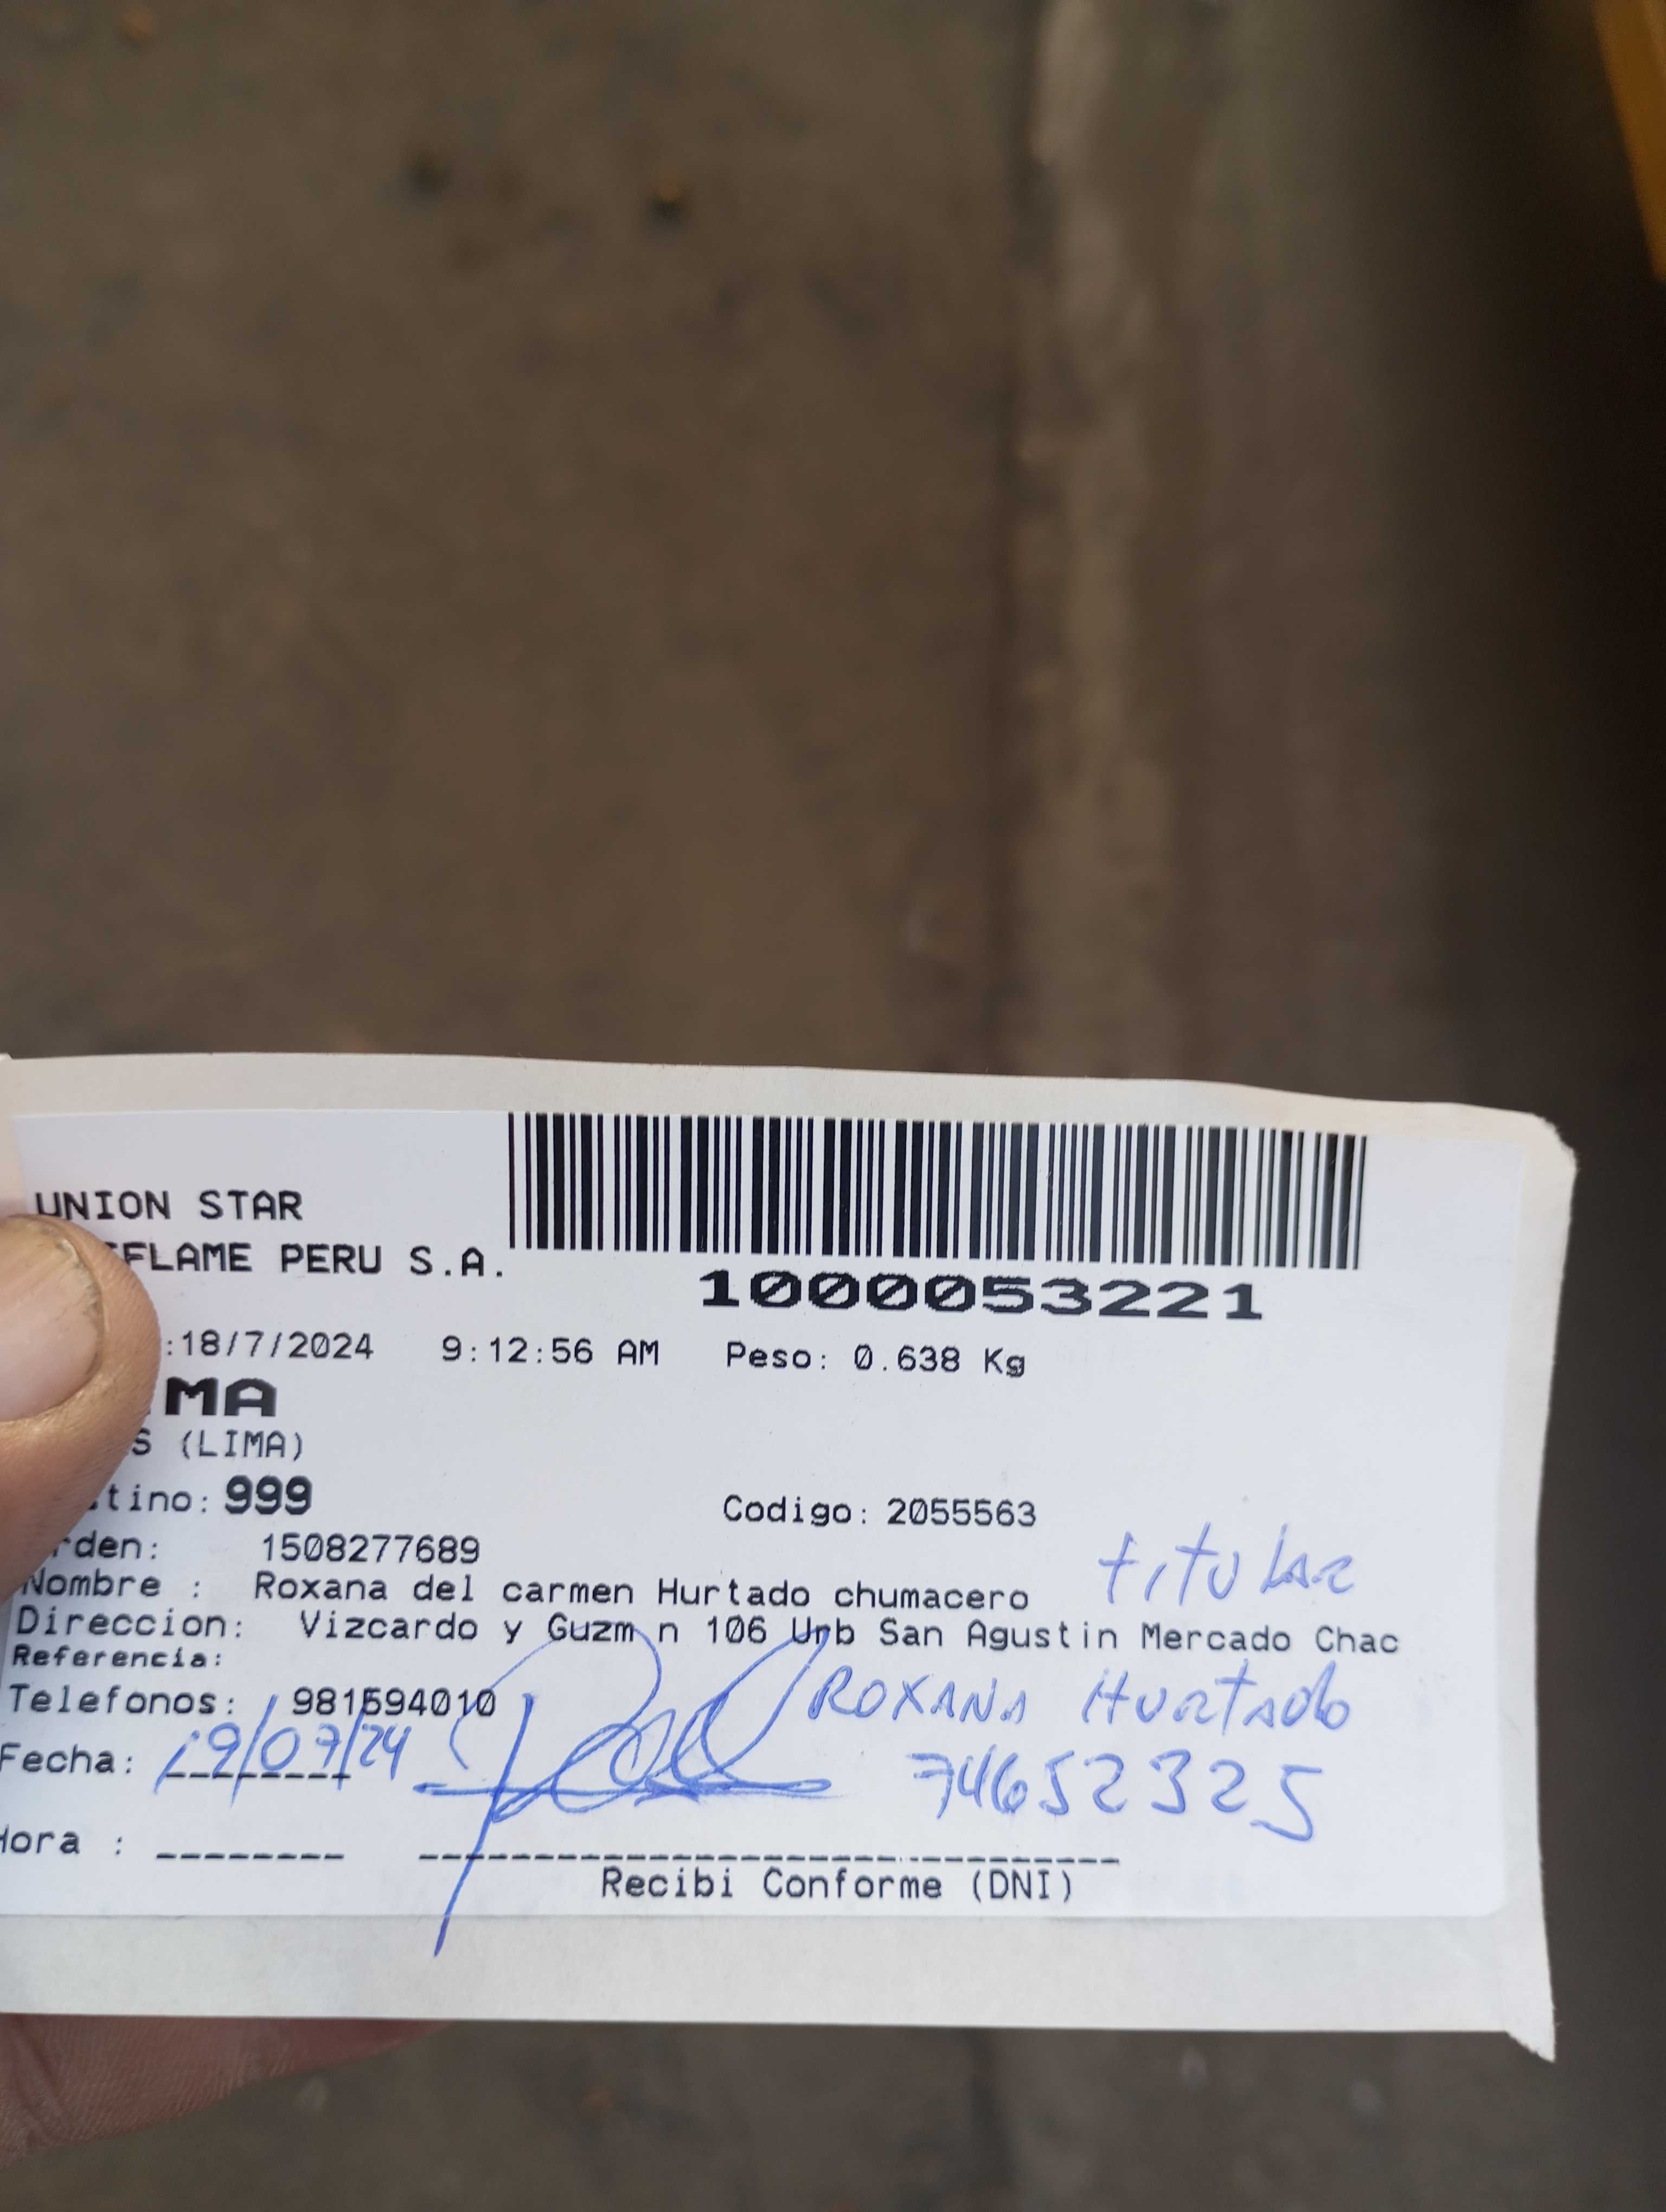 UNION STAR
FLAME PERU S.A.
1000053221
:18/7/2024 9:12:56 AM Peso: 0.638 Kg
MA
S (LIMA)
tino: 999 Codigo: 2055563
rden: 1508277689
titular
Nombre : Roxana del carmen Hurtado chumacero
Direccion: Vizcardo y Guzm n 106 Urb San Agustin Mercado Chac
Referencia:
ROXANA Hurtado
Telefonos: 981594010
Fecha: 19/07/24
74652325
Hora :
Recibi Conforme (DNI)